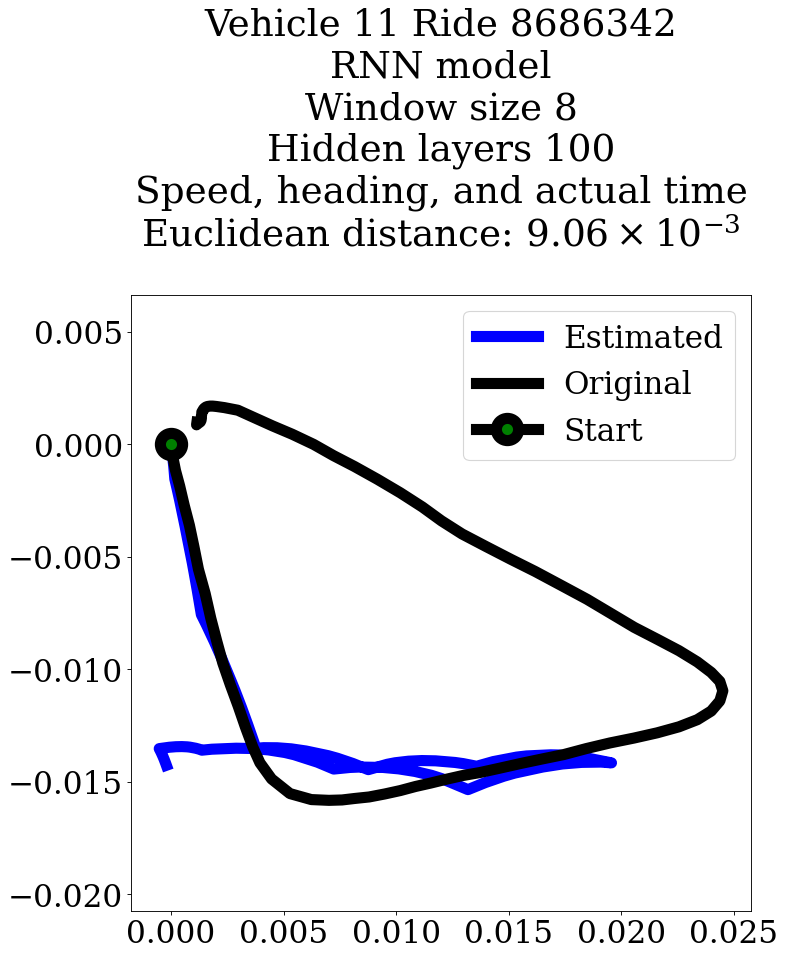 Vehicle 11 Ride 8686342
RNN model
Window size 8
Hidden layers 100
Speed, heading, and actual time
Euclidean distance: 9.06 × 10⁻³
Estimated
Original
Start
0.005
0.000
−0.005
−0.010
−0.015
−0.020
0.000 0.005 0.010 0.015 0.020 0.025